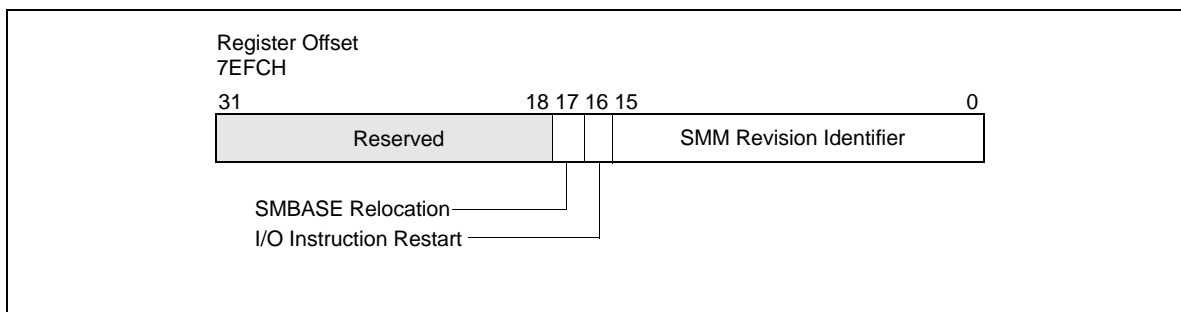 Register Offset
7EFCH
31 18 17 16 15 0
Reserved SMM Revision Identifier
SMBASE Relocation
I/O Instruction Restart